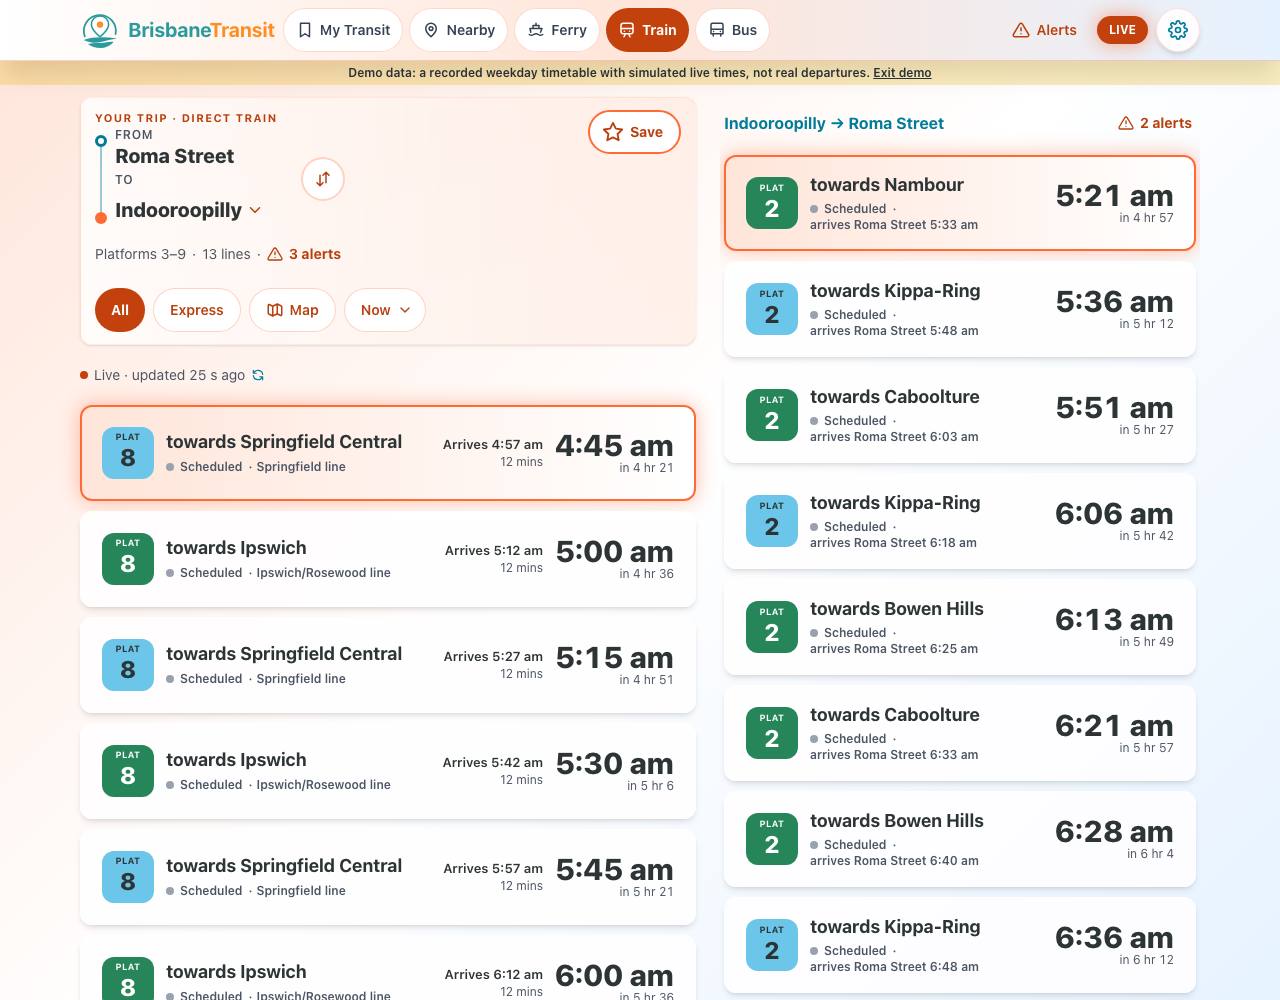 BrisbaneTransit
My Transit
Nearby
Ferry
Train
Bus
Alerts
LIVE
Demo data: a recorded weekday timetable with simulated live times, not real departures. Exit demo
YOUR TRIP · DIRECT TRAIN
FROM
Roma Street
TO
Indooroopilly
Save
Platforms 3–9 · 13 lines · 3 alerts
All
Express
Map
Now
Live · updated 25 s ago
PLAT
8
towards Springfield Central
Scheduled · Springfield line
Arrives 4:57 am
12 mins
4:45 am
in 4 hr 21
PLAT
8
towards Ipswich
Scheduled · Ipswich/Rosewood line
Arrives 5:12 am
12 mins
5:00 am
in 4 hr 36
PLAT
8
towards Springfield Central
Scheduled · Springfield line
Arrives 5:27 am
12 mins
5:15 am
in 4 hr 51
PLAT
8
towards Ipswich
Scheduled · Ipswich/Rosewood line
Arrives 5:42 am
12 mins
5:30 am
in 5 hr 6
PLAT
8
towards Springfield Central
Scheduled · Springfield line
Arrives 5:57 am
12 mins
5:45 am
in 5 hr 21
PLAT
8
towards Ipswich
Scheduled · Ipswich/Rosewood line
Arrives 6:12 am
12 mins
6:00 am
in 5 hr 36
Indooroopilly → Roma Street
2 alerts
PLAT
2
towards Nambour
Scheduled ·
arrives Roma Street 5:33 am
5:21 am
in 4 hr 57
PLAT
2
towards Kippa-Ring
Scheduled ·
arrives Roma Street 5:48 am
5:36 am
in 5 hr 12
PLAT
2
towards Caboolture
Scheduled ·
arrives Roma Street 6:03 am
5:51 am
in 5 hr 27
PLAT
2
towards Kippa-Ring
Scheduled ·
arrives Roma Street 6:18 am
6:06 am
in 5 hr 42
PLAT
2
towards Bowen Hills
Scheduled ·
arrives Roma Street 6:25 am
6:13 am
in 5 hr 49
PLAT
2
towards Caboolture
Scheduled ·
arrives Roma Street 6:33 am
6:21 am
in 5 hr 57
PLAT
2
towards Bowen Hills
Scheduled ·
arrives Roma Street 6:40 am
6:28 am
in 6 hr 4
PLAT
2
towards Kippa-Ring
Scheduled ·
arrives Roma Street 6:48 am
6:36 am
in 6 hr 12